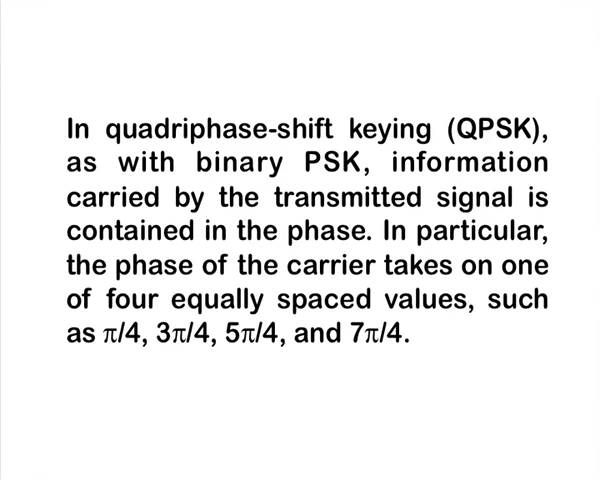 In quadriphase-shift keying (QPSK),
as with binary PSK, information
carried by the transmitted signal is
contained in the phase. In particular,
the phase of the carrier takes on one
of four equally spaced values, such
as π/4, 3π/4, 5π/4, and 7π/4.